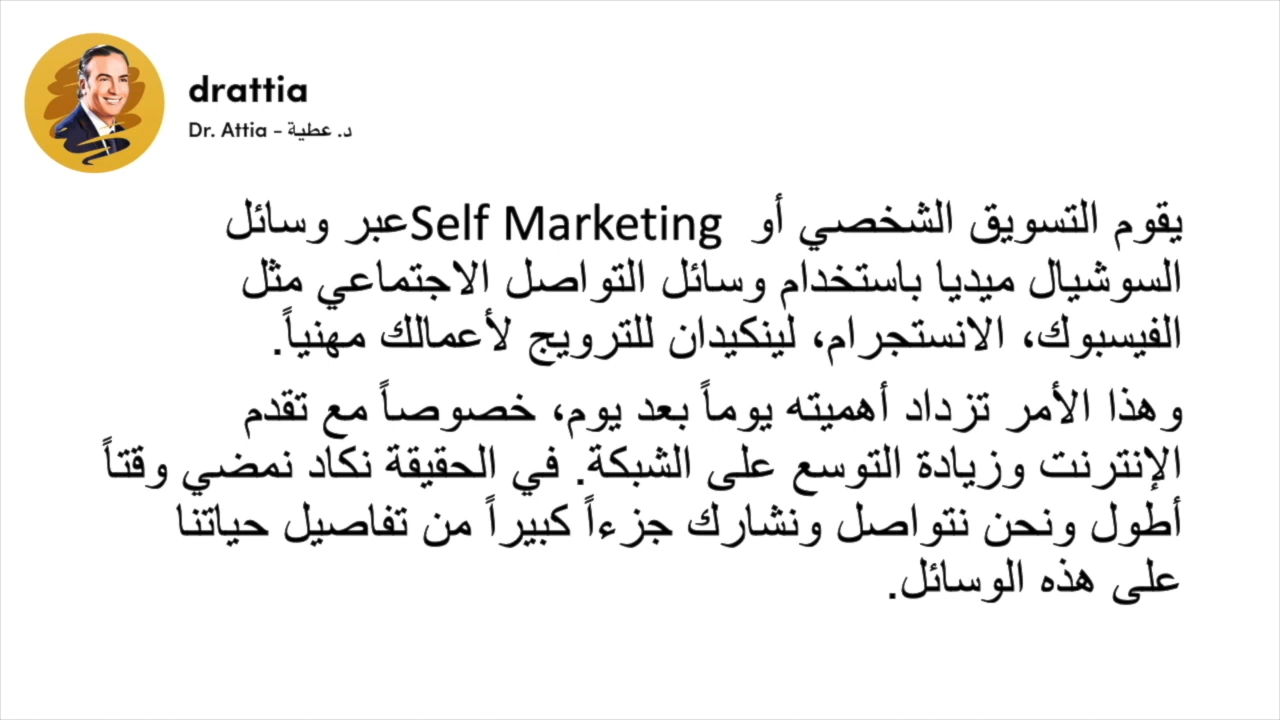 drattia
Dr. Attia - د. عطية
يقوم التسويق الشخصي أو Self Marketingعبر وسائل
السوشيال ميديا باستخدام وسائل التواصل الاجتماعي مثل
الفيسبوك، الانستجرام، لينكيدان للترويج لأعمالك مهنياً.
وهذا الأمر تزداد أهميته يوماً بعد يوم، خصوصاً مع تقدم
الإنترنت وزيادة التوسع على الشبكة. في الحقيقة نكاد نمضي وقتاً
أطول ونحن نتواصل ونشارك جزءاً كبيراً من تفاصيل حياتنا
على هذه الوسائل.